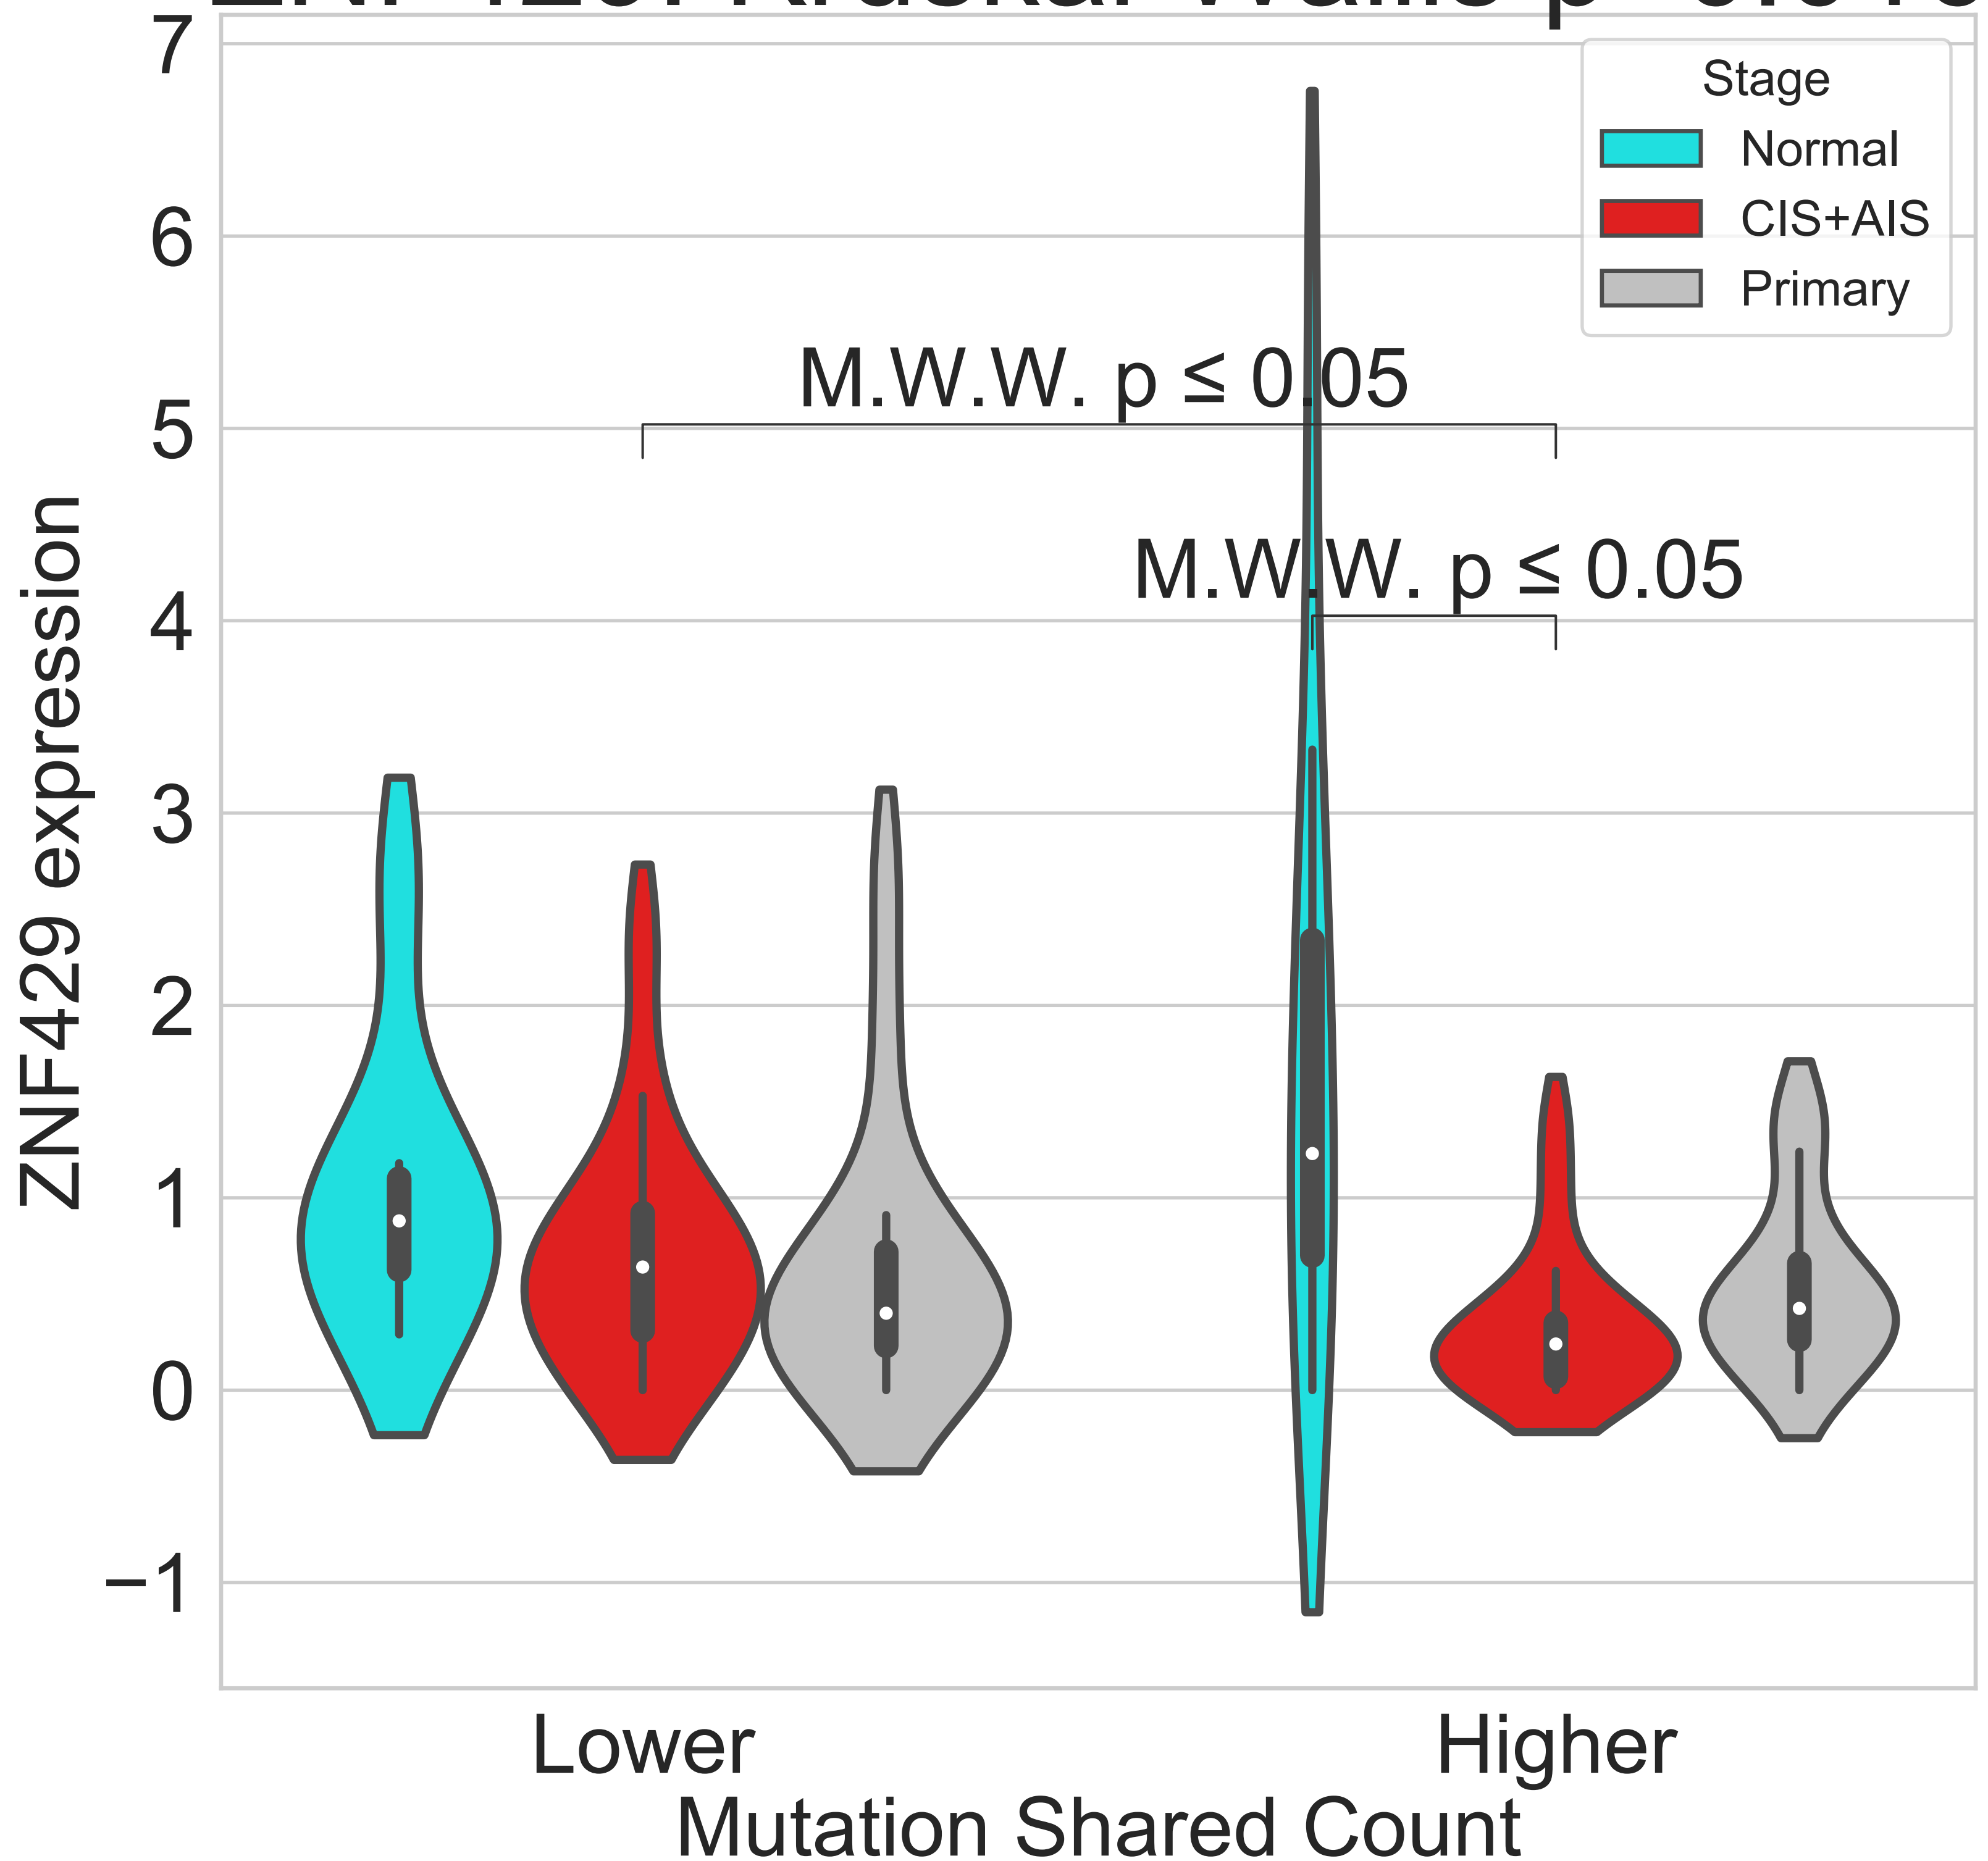 7
6
5
4
3
2
1
0
−1
ZNF429 expression
Stage
Normal
CIS+AIS
Primary
M.W.W. p ≤ 0.05
M.W.W. p ≤ 0.05
Lower
Higher
Mutation Shared Count